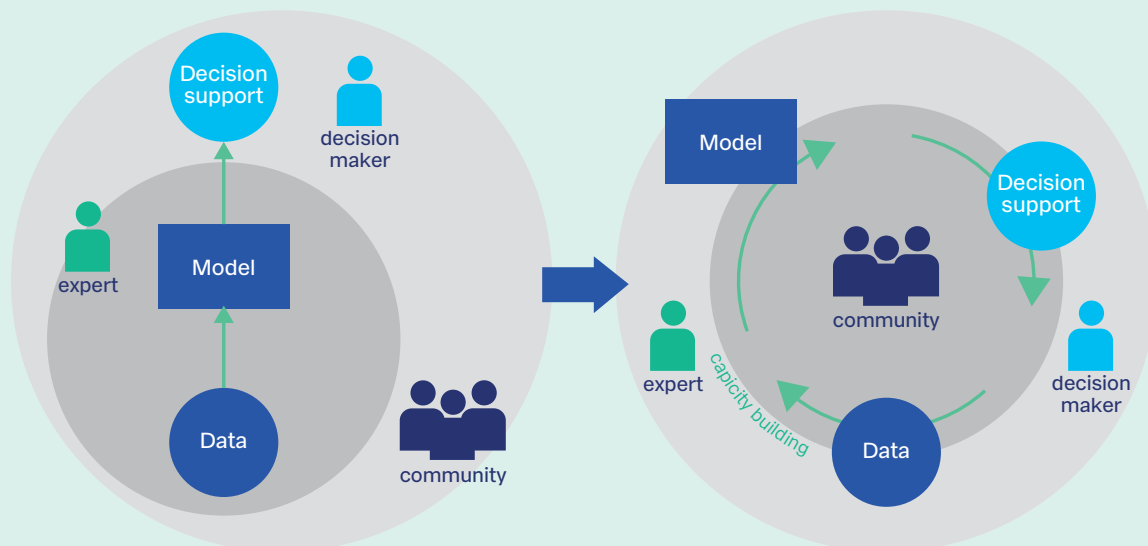 Decision
support
decision
maker
expert
Model
Data
community
Model
Decision
support
community
expert
capicity building
decision
maker
Data